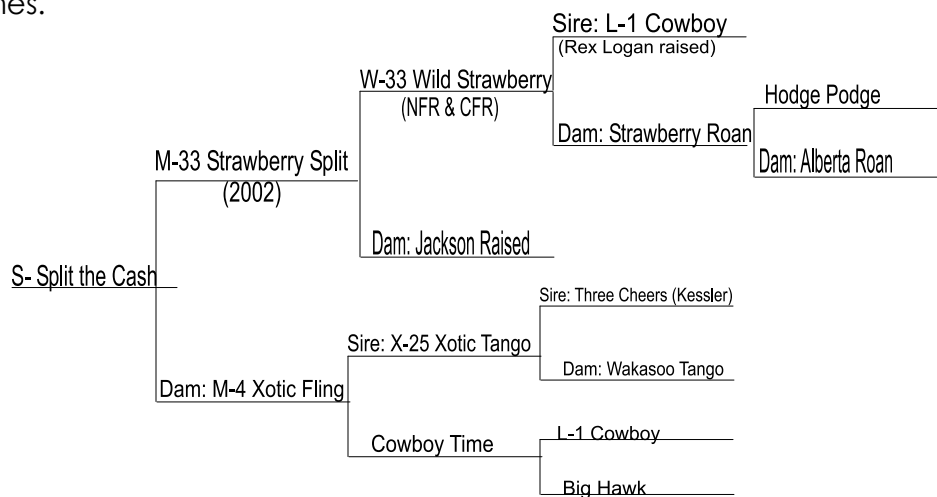 Sire: L-1 Cowboy
(Rex Logan raised)
W-33 Wild Strawberry
(NFR & CFR)
Hodge Podge
Dam: Strawberry Roan
M-33 Strawberry Split
(2002)
Dam: Alberta Roan
Dam: Jackson Raised
S- Split the Cash
Sire: Three Cheers (Kessler)
Sire: X-25 Xotic Tango
Dam: Wakasoo Tango
Dam: M-4 Xotic Fling
Cowboy Time
L-1 Cowboy
Big Hawk